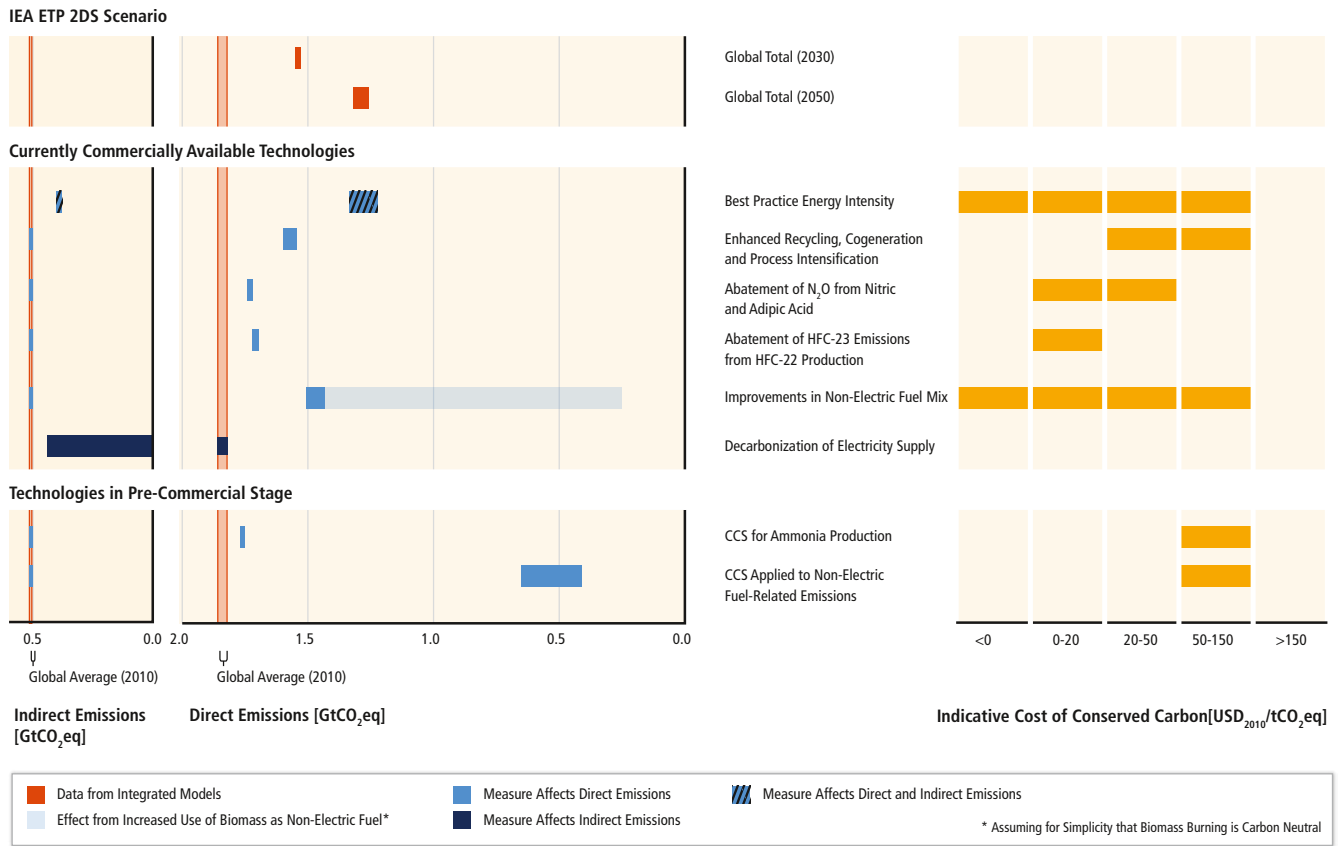 IEA ETP 2DS Scenario
Global Total (2030)
Global Total (2050)
Currently Commercially Available Technologies
Best Practice Energy Intensity
Enhanced Recycling, Cogeneration
and Process Intensification
Abatement of N₂O from Nitric
and Adipic Acid
Abatement of HFC-23 Emissions
from HFC-22 Production
Improvements in Non-Electric Fuel Mix
Decarbonization of Electricity Supply
Technologies in Pre-Commercial Stage
CCS for Ammonia Production
CCS Applied to Non-Electric
Fuel-Related Emissions
0.5 0.0 2.0 1.5 1.0 0.5 0.0 <0 0-20 20-50 50-150 >150
Global Average (2010) Global Average (2010)
Indirect Emissions
[GtCO₂eq]
Direct Emissions [GtCO₂eq]
Indicative Cost of Conserved Carbon[USD₂₀₁₀/tCO₂eq]
Data from Integrated Models
Measure Affects Direct Emissions
Measure Affects Direct and Indirect Emissions
Effect from Increased Use of Biomass as Non-Electric Fuel*
Measure Affects Indirect Emissions
* Assuming for Simplicity that Biomass Burning is Carbon Neutral